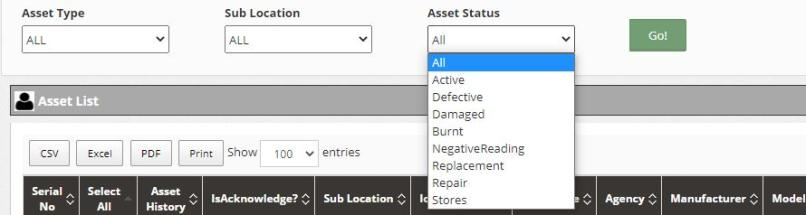 Asset Type
Sub Location
Asset Status
ALL
ALL
All
Go!
All
Active
Defective
Damaged
Burnt
NegativeReading
Replacement
Repair
Stores
Asset List
CSV
Excel
PDF
Print
Show 100 entries
Serial No
Select All
Asset History
IsAcknowledge?
Sub Location
Agency
Manufacturer
Model